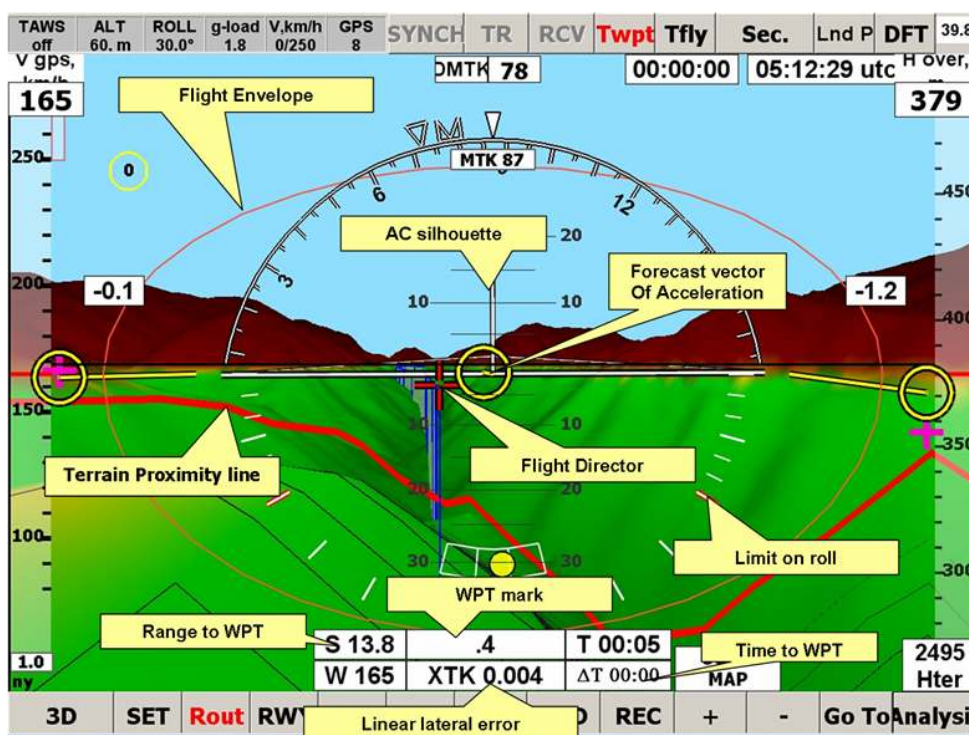 TAWS ALT ROLL g-load V,km/h GPS SYNCH TR RCV Twpt Tfly Sec. Lnd P DFT 39.8
off 60. m 30.0° 1.8 0/250 8
V gps, DMTK 78 00:00:00 05:12:29 utc H over,
km/h m
165 379
Flight Envelope
MTK 87
250 450
0
6 12
AC silhouette
20 20
3
Forecast vector
Of Acceleration
200 -0.1 10 10 -1.2
400
150
10 10
350
Terrain Proximity line
Flight Director
20 20
100
30 30
Limit on roll
300
WPT mark
Range to WPT
S 13.8 .4 T 00:05
Time to WPT
1.0 W 165 XTK 0.004 ΔT 00:00 MAP 2495
ny Hter
3D SET Rout RWY REC + - Go To Analysis
Linear lateral error